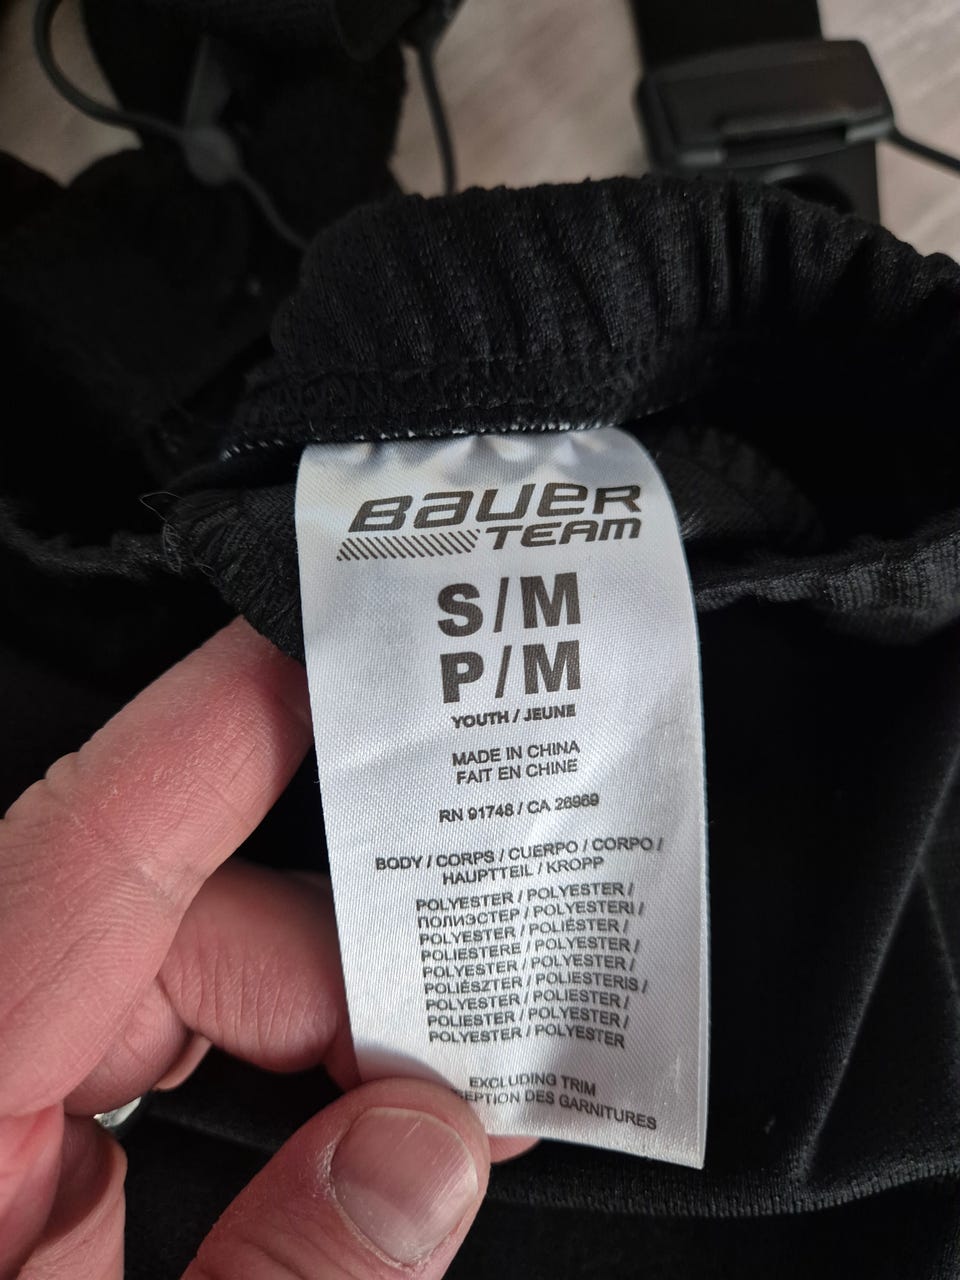 BAUER
TEAM
S/M
P/M
YOUTH / JEUNE
MADE IN CHINA
FAIT EN CHINE
RN 91748 / CA 26969
BODY / CORPS / CUERPO / CORPO /
HAUPTTEIL / KROPP
POLYESTER / POLYESTER /
ПОЛИЭСТЕР / POLYESTERI /
POLYESTER / POLIÉSTER /
POLIESTERE / POLYESTER /
POLYESTER / POLYESTER /
POLIÉSZTER / POLIESTERIS /
POLYESTER / POLIESTER /
POLIESTER / POLYESTER /
POLYESTER / POLYESTER
EXCLUDING TRIM
EPTION DES GARNITURES